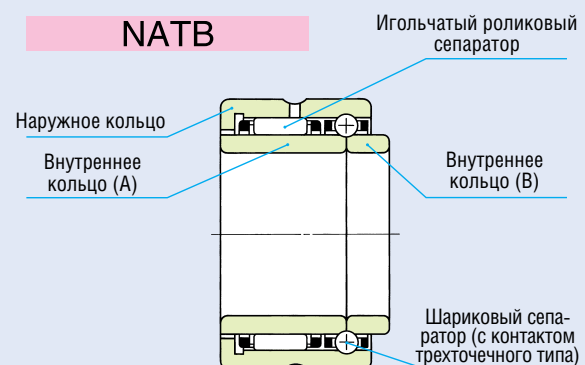 NATB
Игольчатый роликовый
сепаратор
Наружное кольцо
Внутреннее
кольцо (A)
Внутреннее
кольцо (B)
Шариковый сепа-
ратор (с контактом
трехточечного типа)